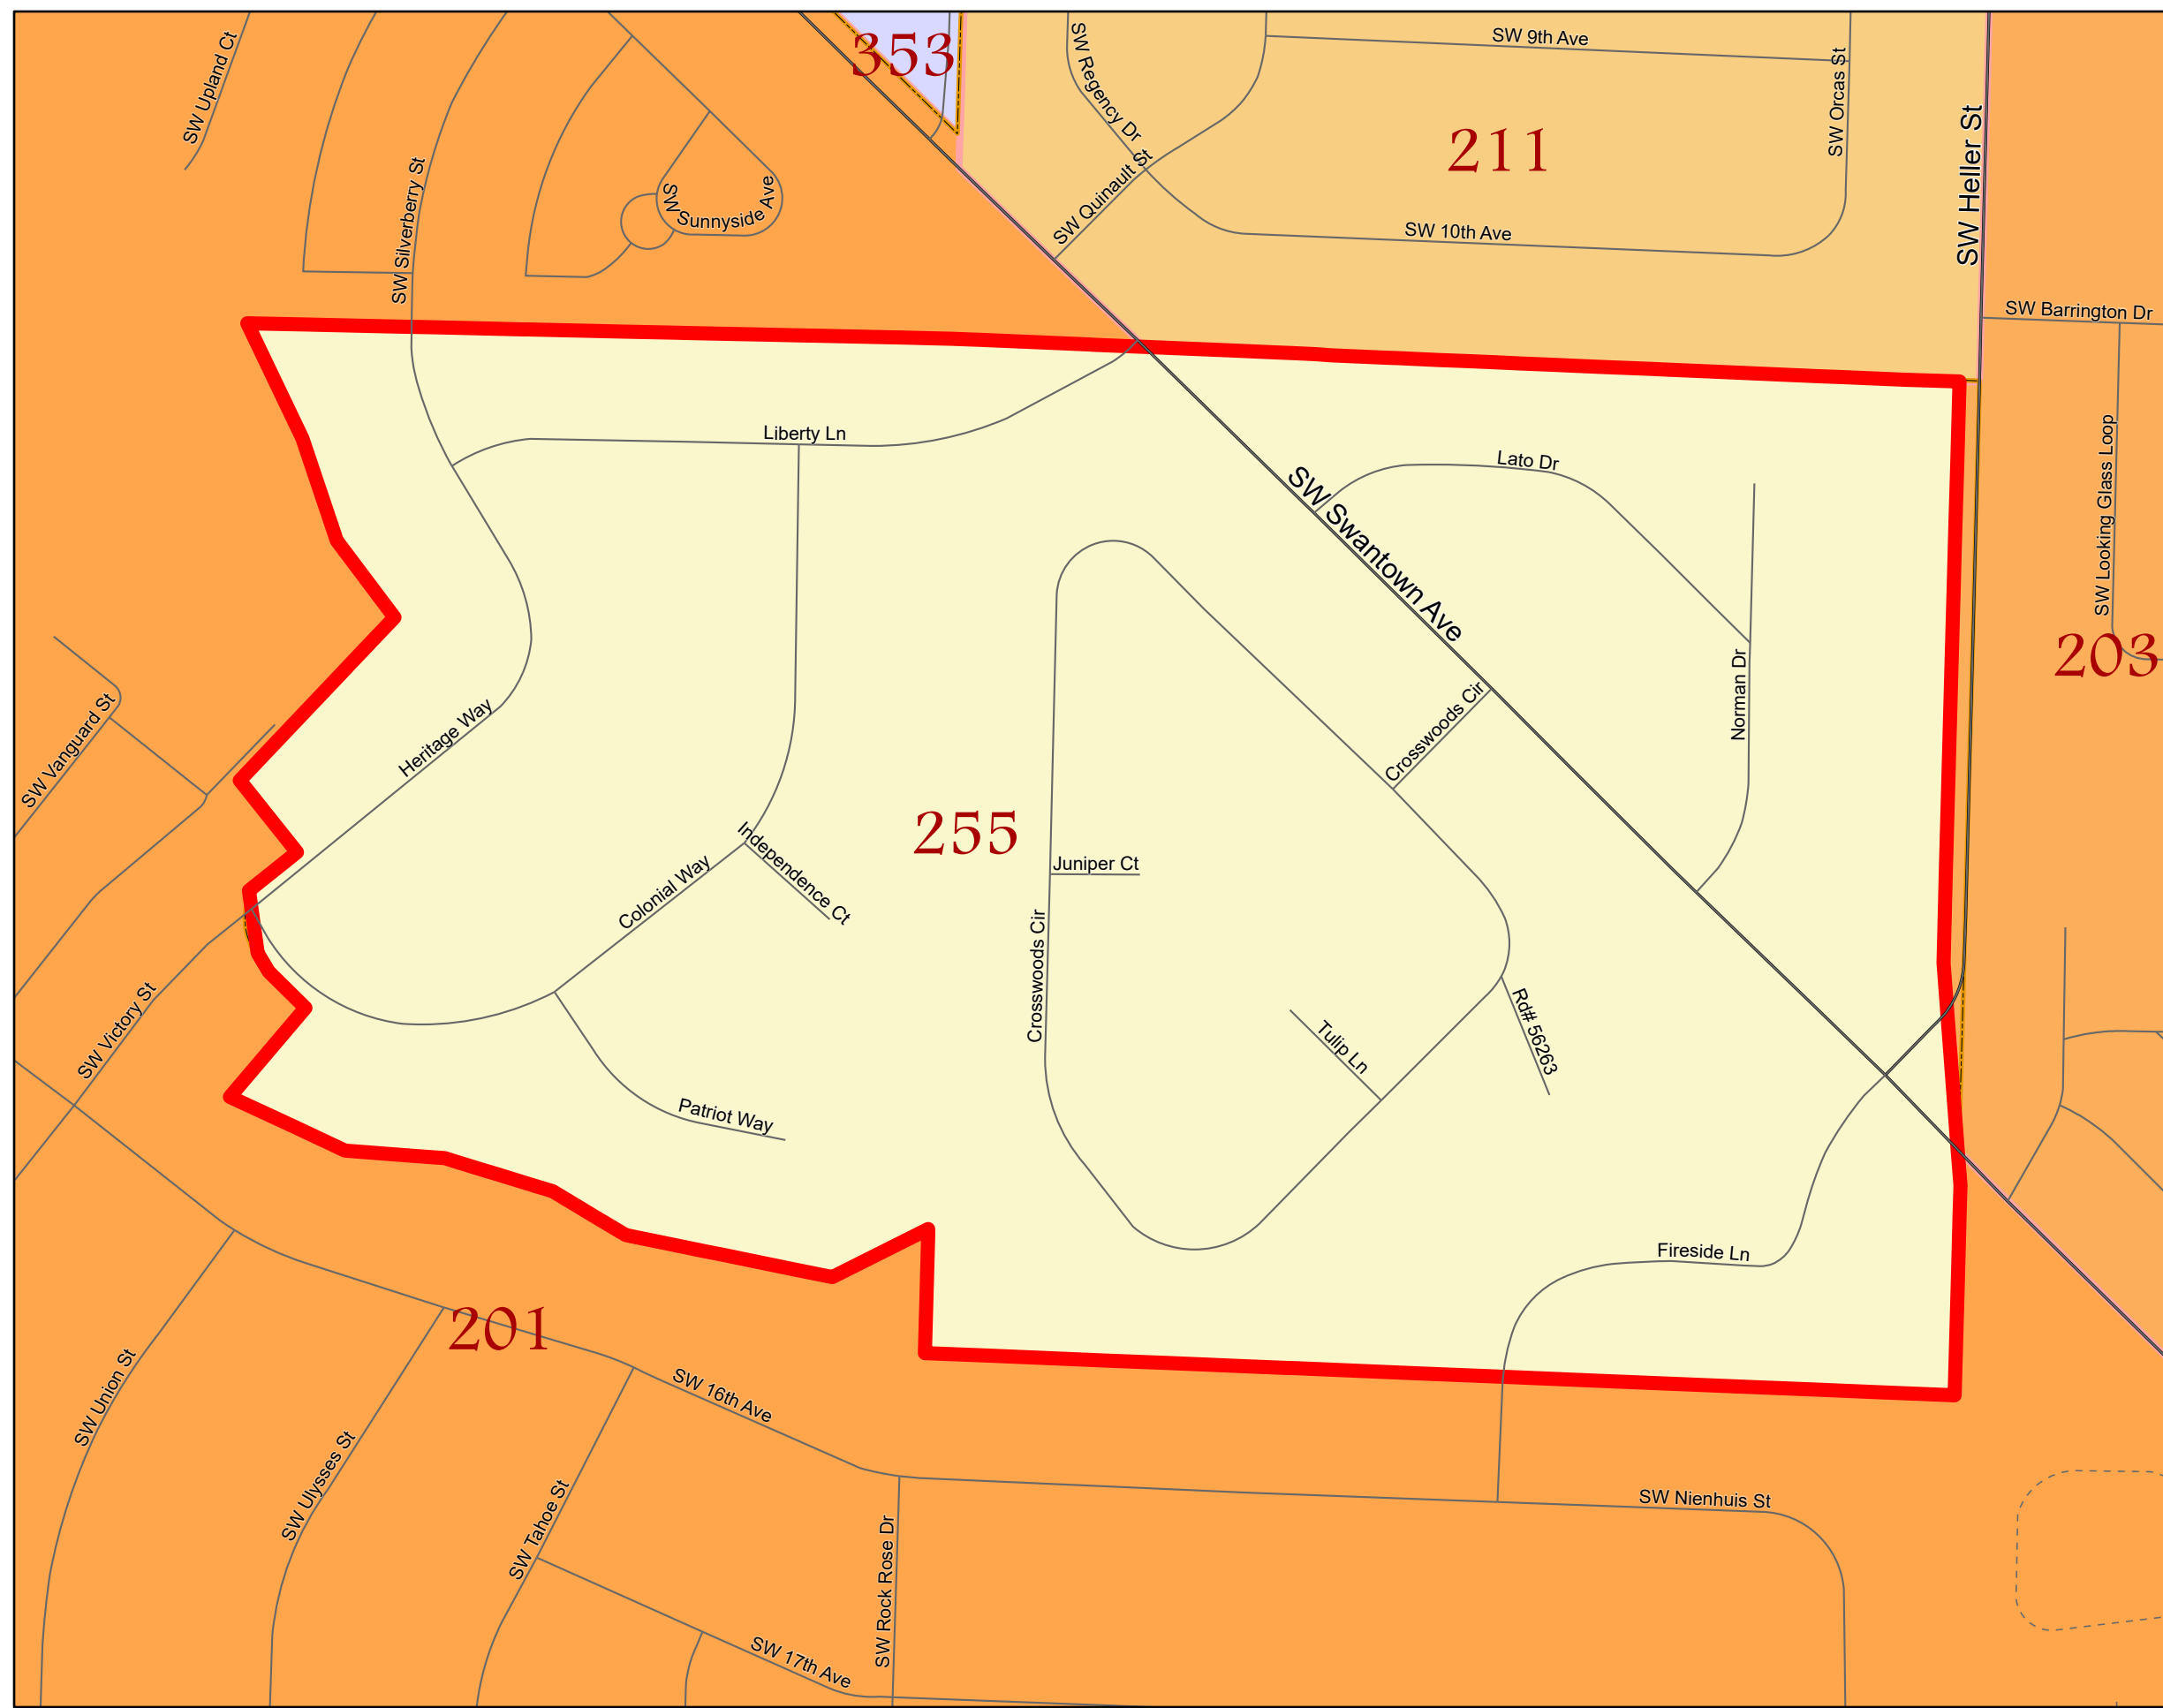 SW Upland Ct
353
SW Regency Dr
SW 9th Ave
SW Orcas St
211
SW Heller St
SW Silverberry St
SW Sunnyside Ave
SW Quinault St
SW 10th Ave
SW Barrington Dr
Liberty Ln
SW Swantown Ave
Lato Dr
SW Looking Glass Loop
203
Norman Dr
SW Vanguard St
Heritage Way
Crosswoods Cir
255
Independence Ct
Colonial Way
Juniper Ct
Crosswoods Cir
SW Victory St
Tulip Ln
Rd# 56263
Patriot Way
Fireside Ln
201
SW Union St
SW 16th Ave
SW Ulysses St
SW Tahoe St
SW Rock Rose Dr
SW Nienhuis St
SW 17th Ave